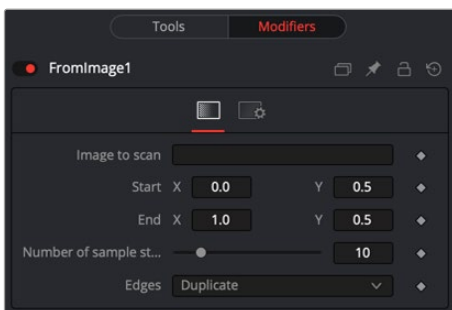 Tools Modifiers
FromImage1
Image to scan
Start X 0.0 Y 0.5
End X 1.0 Y 0.5
Number of sample st... 10
Edges Duplicate